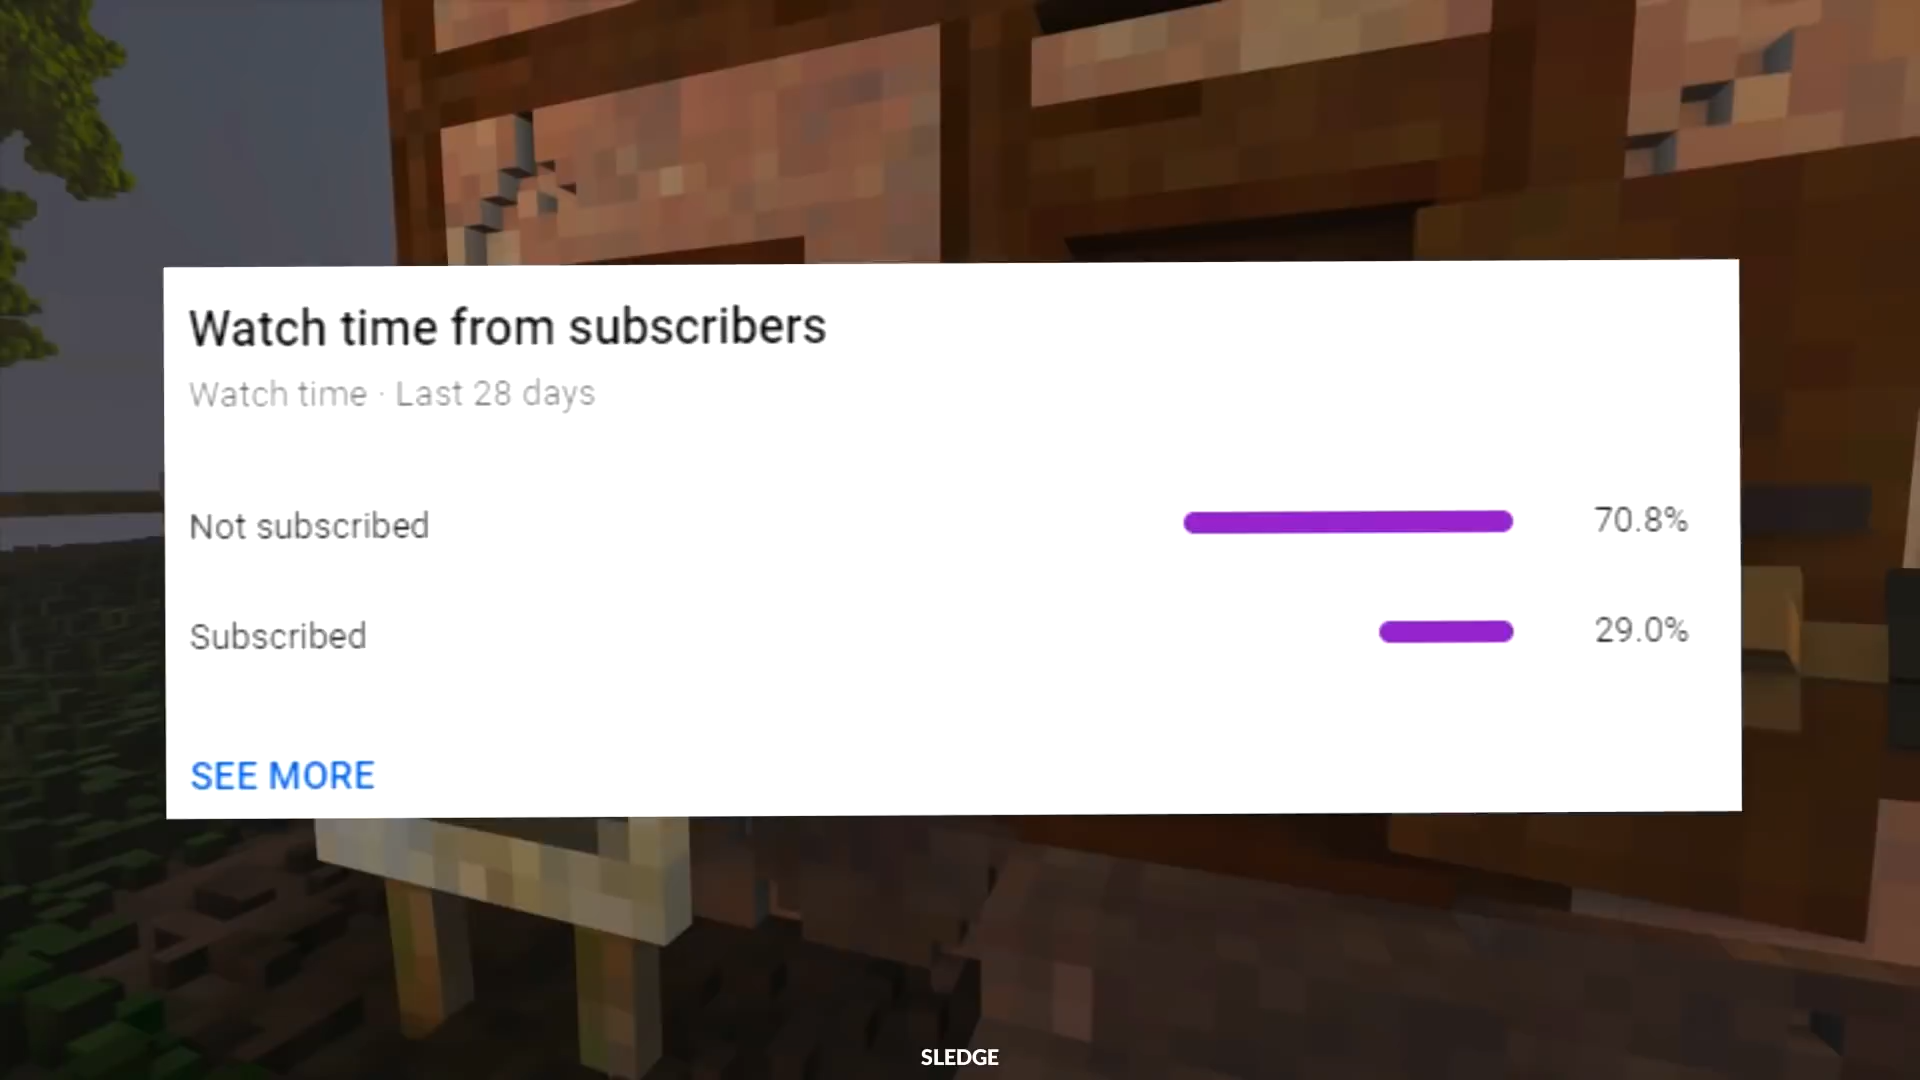 Watch time from subscribers
Watch time · Last 28 days
Not subscribed 70.8%
Subscribed 29.0%
SEE MORE
SLEDGE